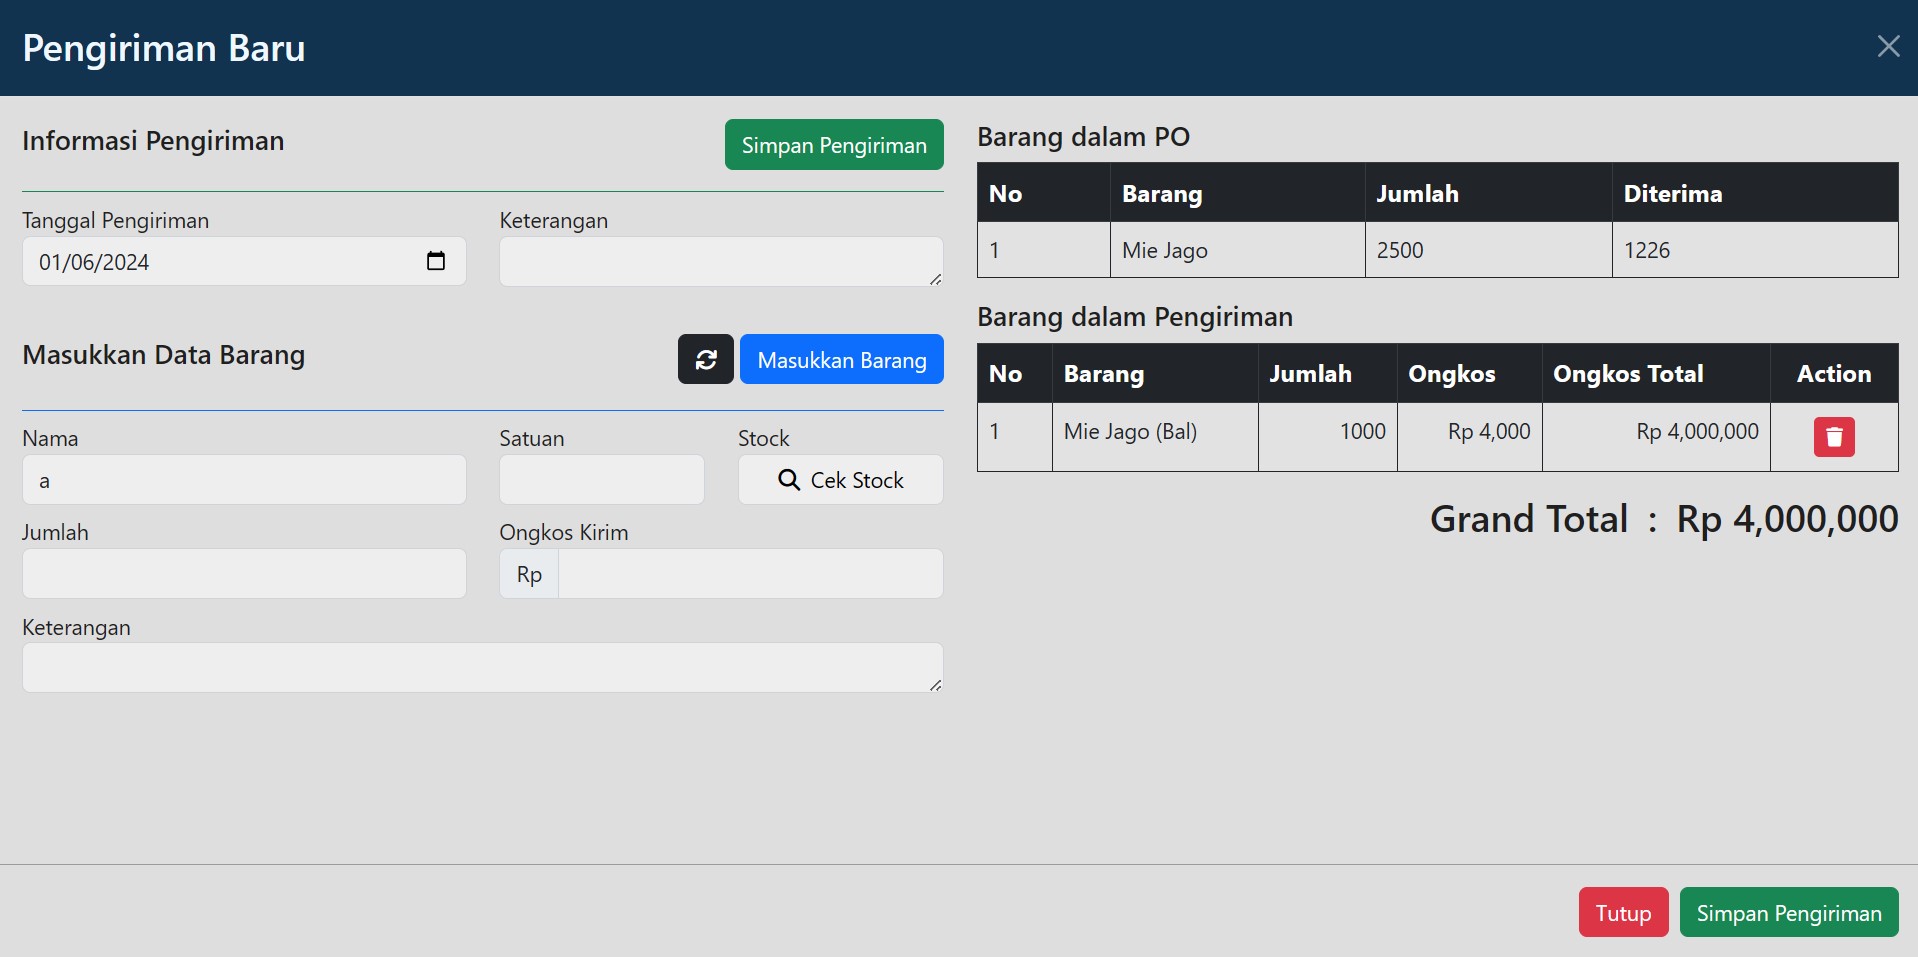 Pengiriman Baru
Informasi Pengiriman
Simpan Pengiriman
Tanggal Pengiriman
Keterangan
01/06/2024
Masukkan Data Barang
Masukkan Barang
Nama
Satuan
Stock
a
Cek Stock
Jumlah
Ongkos Kirim
Rp
Keterangan
Barang dalam PO
No Barang Jumlah Diterima
1 Mie Jago 2500 1226
Barang dalam Pengiriman
No Barang Jumlah Ongkos Ongkos Total Action
1 Mie Jago (Bal) 1000 Rp 4,000 Rp 4,000,000
Grand Total : Rp 4,000,000
Tutup
Simpan Pengiriman